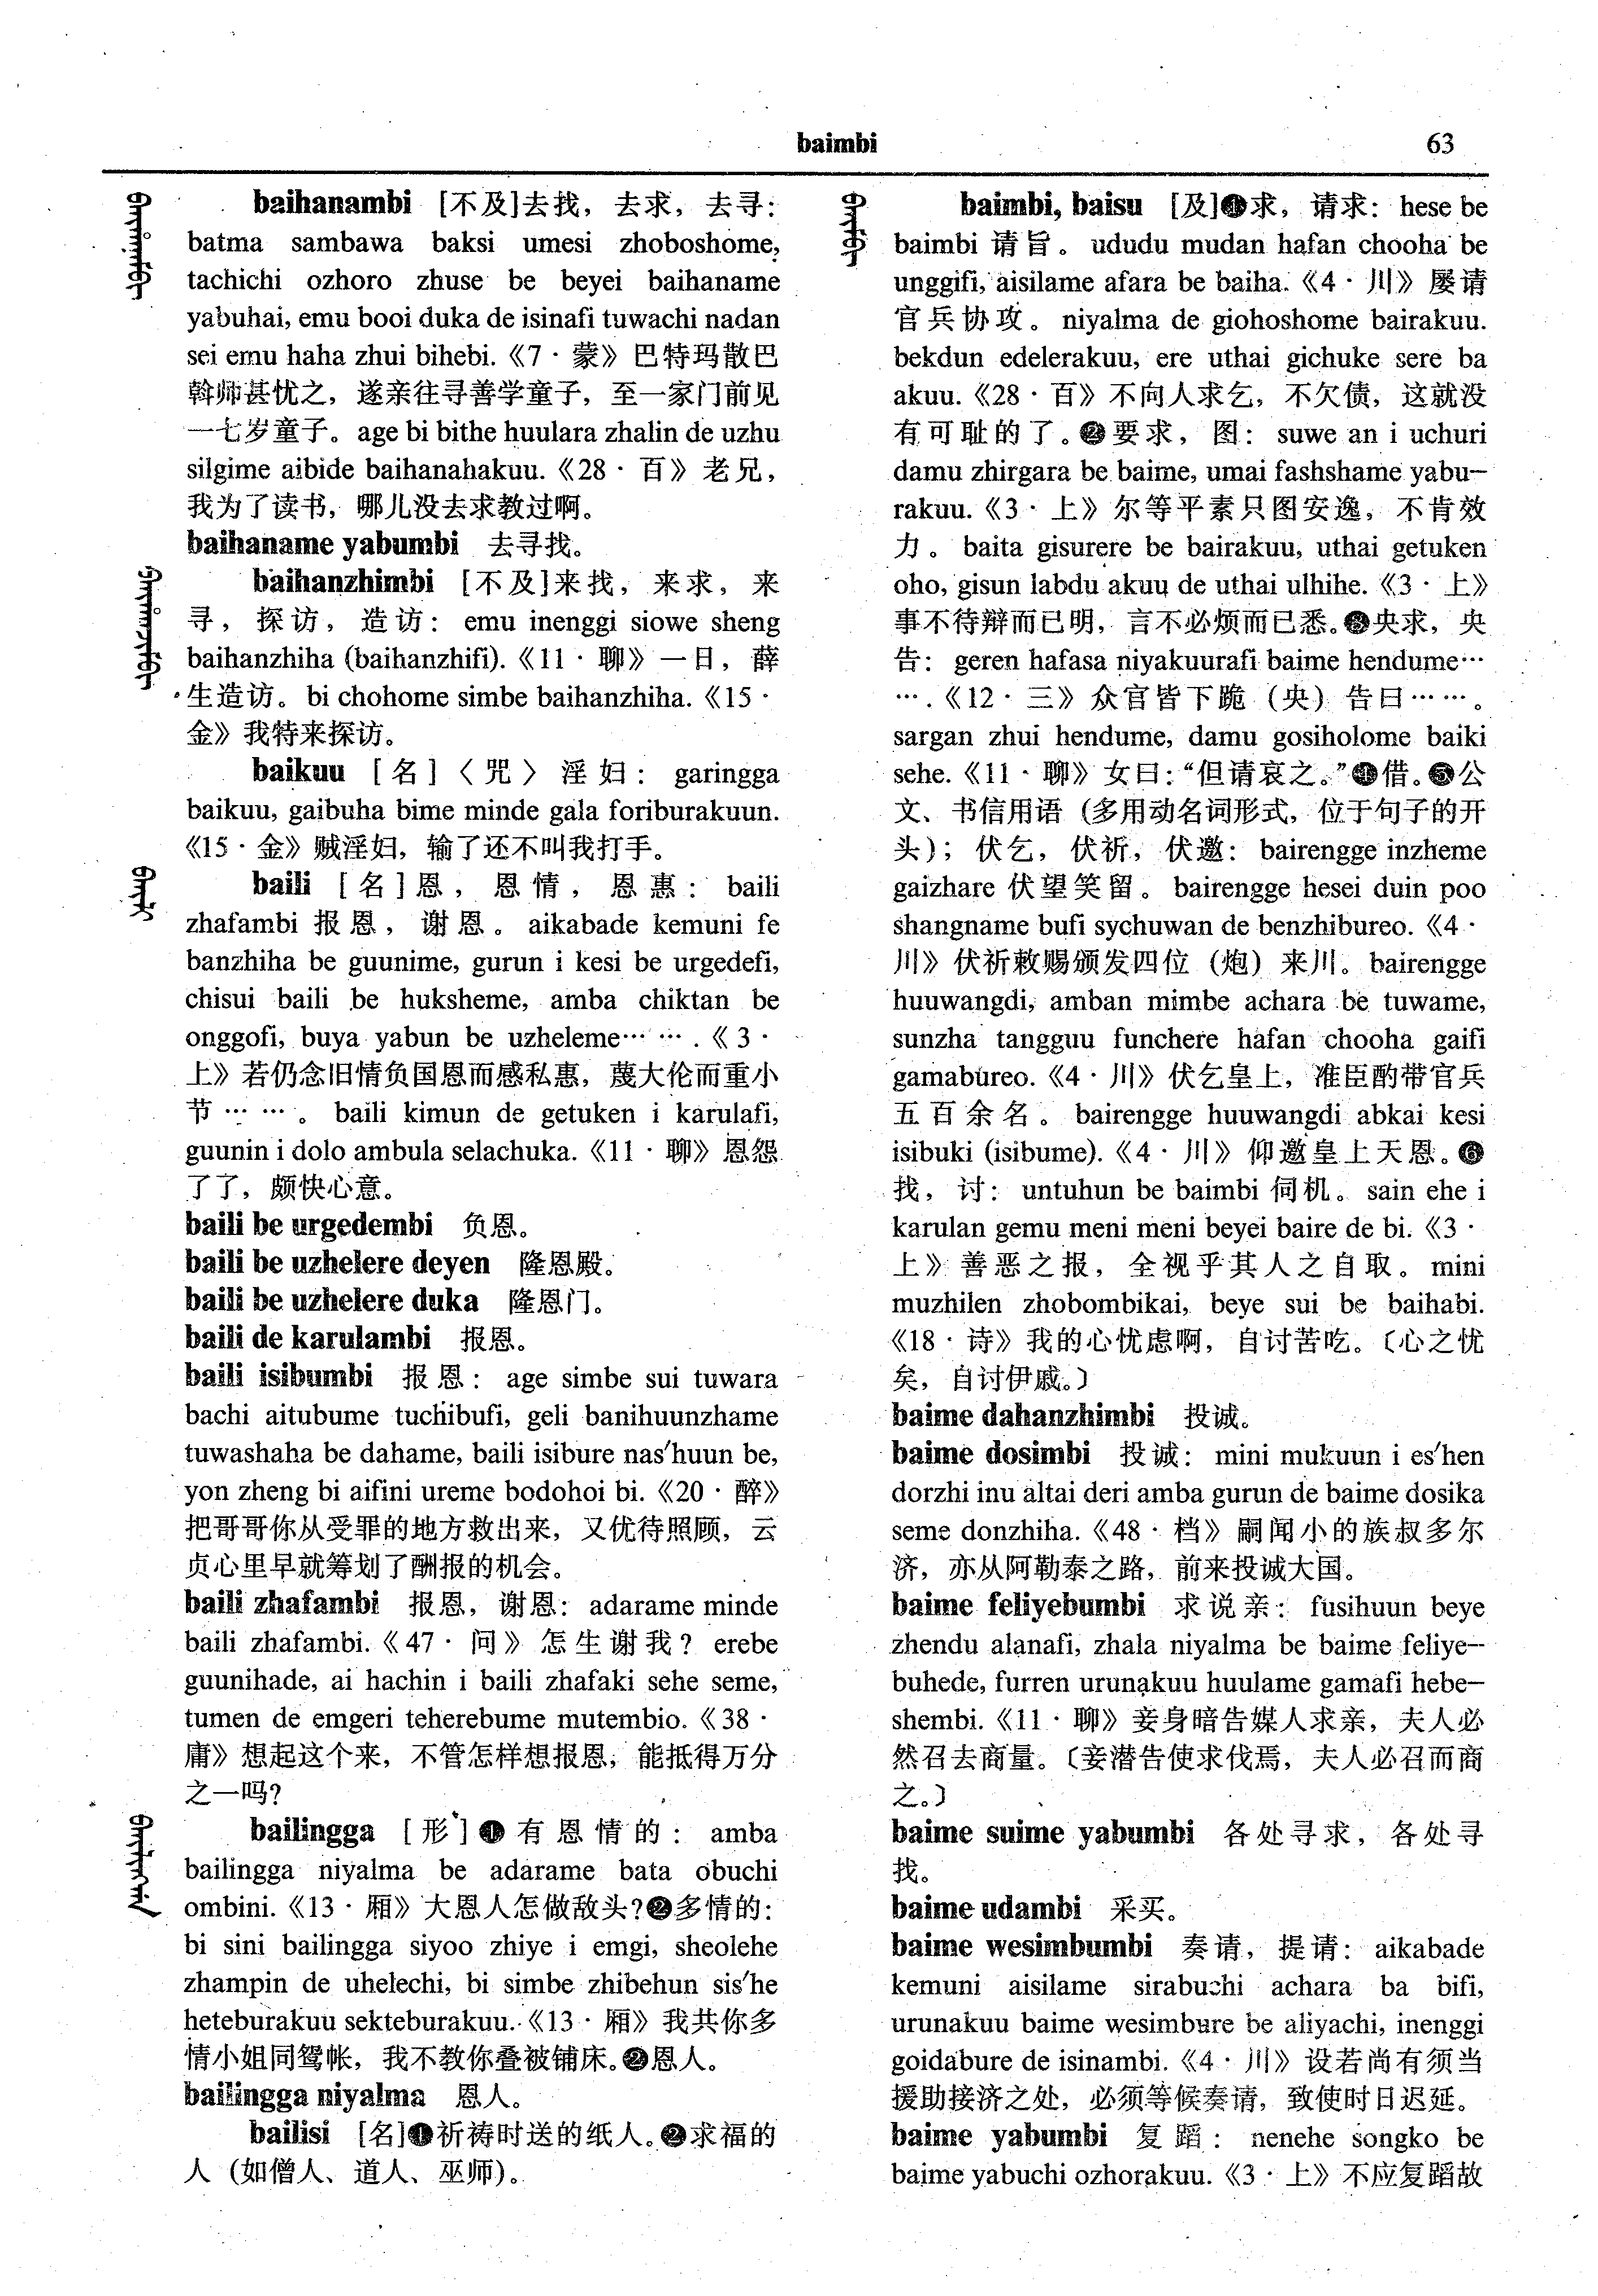 baimbi
63
baihanambi [不及]去找，去求，去寻：
batma sambawa baksi umesi zhoboshome,
tachichi ozhoro zhuse be beyei baihaname
yabuhai, emu booi duka de isinafi tuwachi nadan
sei emu haha zhui bihebi.《7·蒙》巴特玛散巴
斡师甚忧之，遂亲往寻善学童子，至一家门前见
一七岁童子。age bi bithe huulara zhalin de uzhu
silgime aibide baihanahakuu.《28·百》老兄，
我为了读书，哪儿没去求教过啊。
baihaname yabumbi 去寻找。
baihanzhimbi [不及]来找，来求，来
寻，探访，造访：emu inenggi siowe sheng
baihanzhiha (baihanzhifi).《11·聊》一日，薛
生造访。bi chohome simbe baihanzhiha.《15·
金》我特来探访。
baikuu [名]〈咒〉淫妇：garingga
baikuu, gaibuha bime minde gala foriburakuun.
《15·金》贼淫妇，输了还不叫我打手。
baili [名]恩，恩情，恩惠：baili
zhafambi 报恩，谢恩。aikabade kemuni fe
banzhiha be guunime, gurun i kesi be urgedefi,
chisui baili be huksheme, amba chiktan be
onggofi, buya yabun be uzheleme⋯⋯.《3·
上》若仍念旧情负国恩而感私惠，蔑大伦而重小
节⋯⋯。baili kimun de getuken i karulafi,
guunin i dolo ambula selachuka.《11·聊》恩怨
了了，颇快心意。
baili be urgedembi 负恩。
baili be uzhelere deyen 隆恩殿。
baili be uzhelere duka 隆恩门。
baili de karulambi 报恩。
baili isibumbi 报恩：age simbe sui tuwara
bachi aitubume tuchibufi, geli banihuunzhame
tuwashaha be dahame, baili isibure nas'huun be,
yon zheng bi aifini ureme bodohoi bi.《20·醉》
把哥哥你从受罪的地方救出来，又优待照顾，云
贞心里早就筹划了酬报的机会。
baili zhafambi 报恩，谢恩：adarame minde
baili zhafambi.《47·问》怎生谢我？erebe
guunihade, ai hachin i baili zhafaki sehe seme,
tumen de emgeri teherebume mutembio.《38·
庸》想起这个来，不管怎样想报恩，能抵得万分
之一吗？
bailingga [形]❶有恩情的：amba
bailingga niyalma be adarame bata obuchi
ombini.《13·厢》大恩人怎做敌头？❷多情的：
bi sini bailingga siyoo zhiye i emgi, sheolehe
zhampin de uhelechi, bi simbe zhibehun sis'he
heteburakuu sekteburakuu.《13·厢》我共你多
情小姐同鸳帐，我不教你叠被铺床。❷恩人。
bailingga niyalma 恩人。
bailisi [名]❶祈祷时送的纸人。❷求福的
人（如僧人、道人、巫师）。
baimbi, baisu [及]❶求，请求：hese be
baimbi 请旨。ududu mudan hafan chooha be
unggifi, aisilame afara be baiha.《4·川》屡请
官兵协攻。niyalma de giohoshome bairakuu.
bekdun edelerakuu, ere uthai gichuke sere ba
akuu.《28·百》不向人求乞，不欠债，这就没
有可耻的了。❷要求，图：suwe an i uchuri
damu zhirgara be baime, umai fashshame yabu-
rakuu.《3·上》尔等平素只图安逸，不肯效
力。baita gisurere be bairakuu, uthai getuken
oho, gisun labdu akuu de uthai ulhihe.《3·上》
事不待辩而已明，言不必烦而已悉。❸央求，央
告：geren hafasa niyakuurafi baime hendume⋯
⋯.《12·三》众官皆下跪（央）告曰⋯⋯。
sargan zhui hendume, damu gosiholome baiki
sehe.《11·聊》女曰：“但请哀之。”❹借。❺公
文、书信用语（多用动名词形式，位于句子的开
头）；伏乞，伏祈，伏邀：bairengge inzheme
gaizhare 伏望笑留。bairengge hesei duin poo
shangname bufi sychuwan de benzhibureo.《4·
川》伏祈敕赐颁发四位（炮）来川。bairengge
huuwangdi, amban mimbe achara be tuwame,
sunzha tangguu funchere hafan chooha gaifi
gamabureo.《4·川》伏乞皇上，准臣酌带官兵
五百余名。bairengge huuwangdi abkai kesi
isibuki (isibume).《4·川》仰邀皇上天恩。❻
找，讨：untuhun be baimbi 伺机。sain ehe i
karulan gemu meni meni beyei baire de bi.《3·
上》善恶之报，全视乎其人之自取。mini
muzhilen zhobombikai, beye sui be baihabi.
《18·诗》我的心忧虑啊，自讨苦吃。〔心之忧
矣，自讨伊戚。〕
baime dahanzhimbi 投诚。
baime dosimbi 投诚：mini mukuun i es'hen
dorzhi inu altai deri amba gurun de baime dosika
seme donzhiha.《48·档》嗣闻小的族叔多尔
济，亦从阿勒泰之路，前来投诚大国。
baime feliyebumbi 求说亲：fusihuun beye
zhendu alanafi, zhala niyalma be baime feliye-
buhede, furren urunakuu huulame gamafi hebe-
shembi.《11·聊》妾身暗告媒人求亲，夫人必
然召去商量。〔妾潜告使求伐焉，夫人必召而商
之。〕
baime suime yabumbi 各处寻求，各处寻
找。
baime udambi 采买。
baime wesimbumbi 奏请，提请：aikabade
kemuni aisilame sirabuchi achara ba bifi,
urunakuu baime wesimbure be aliyachi, inenggi
goidabure de isinambi.《4·川》设若尚有须当
援助接济之处，必须等候奏请，致使时日迟延。
baime yabumbi 复蹈：nenehe songko be
baime yabuchi ozhorakuu.《3·上》不应复蹈故